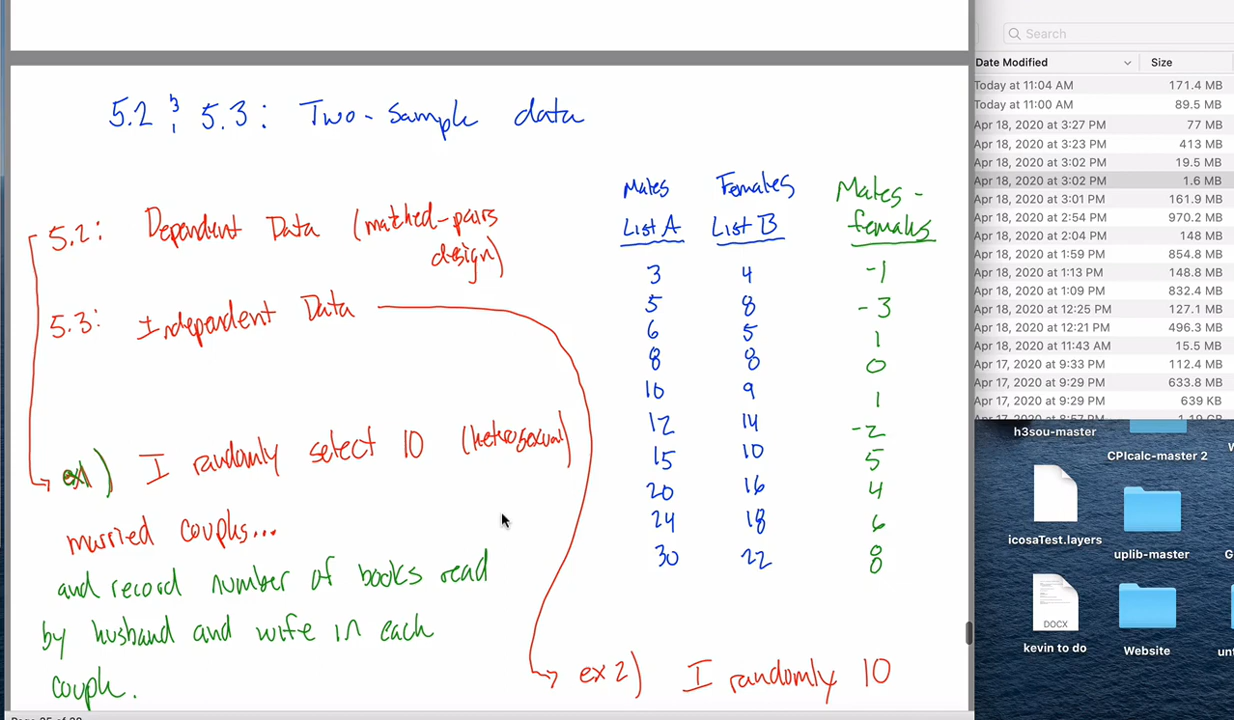 5.2 & 5.3: Two-Sample data
5.2: Dependent Data (matched-pairs
design)
5.3: Independent Data
ex1) I randomly select 10 (heterosexual)
married couples...
and record number of books read
by husband and wife in each
couple.
ex 2) I randomly 10
Males Females Males -
List A List B females
3 4 -1
5 8 -3
6 5 1
8 8 0
10 9 1
12 14 -2
15 10 5
20 16 4
24 18 6
30 22 8
Search
Date Modified Size
Today at 11:04 AM 171.4 MB
Today at 11:00 AM 89.5 MB
Apr 18, 2020 at 3:27 PM 77 MB
Apr 18, 2020 at 3:23 PM 413 MB
Apr 18, 2020 at 3:02 PM 19.5 MB
Apr 18, 2020 at 3:02 PM 1.6 MB
Apr 18, 2020 at 3:01 PM 161.9 MB
Apr 18, 2020 at 2:54 PM 970.2 MB
Apr 18, 2020 at 2:04 PM 148 MB
Apr 18, 2020 at 1:59 PM 854.8 MB
Apr 18, 2020 at 1:13 PM 148.8 MB
Apr 18, 2020 at 1:09 PM 832.4 MB
Apr 18, 2020 at 12:25 PM 127.1 MB
Apr 18, 2020 at 12:21 PM 496.3 MB
Apr 18, 2020 at 11:43 AM 15.5 MB
Apr 17, 2020 at 9:33 PM 112.4 MB
Apr 17, 2020 at 9:29 PM 633.8 MB
Apr 17, 2020 at 9:29 PM 639 KB
Apr 17, 2020 at 8:57 PM
h3sou-master
CPIcalc-master 2
icosaTest.layers
uplib-master
DOCX
kevin to do
Website